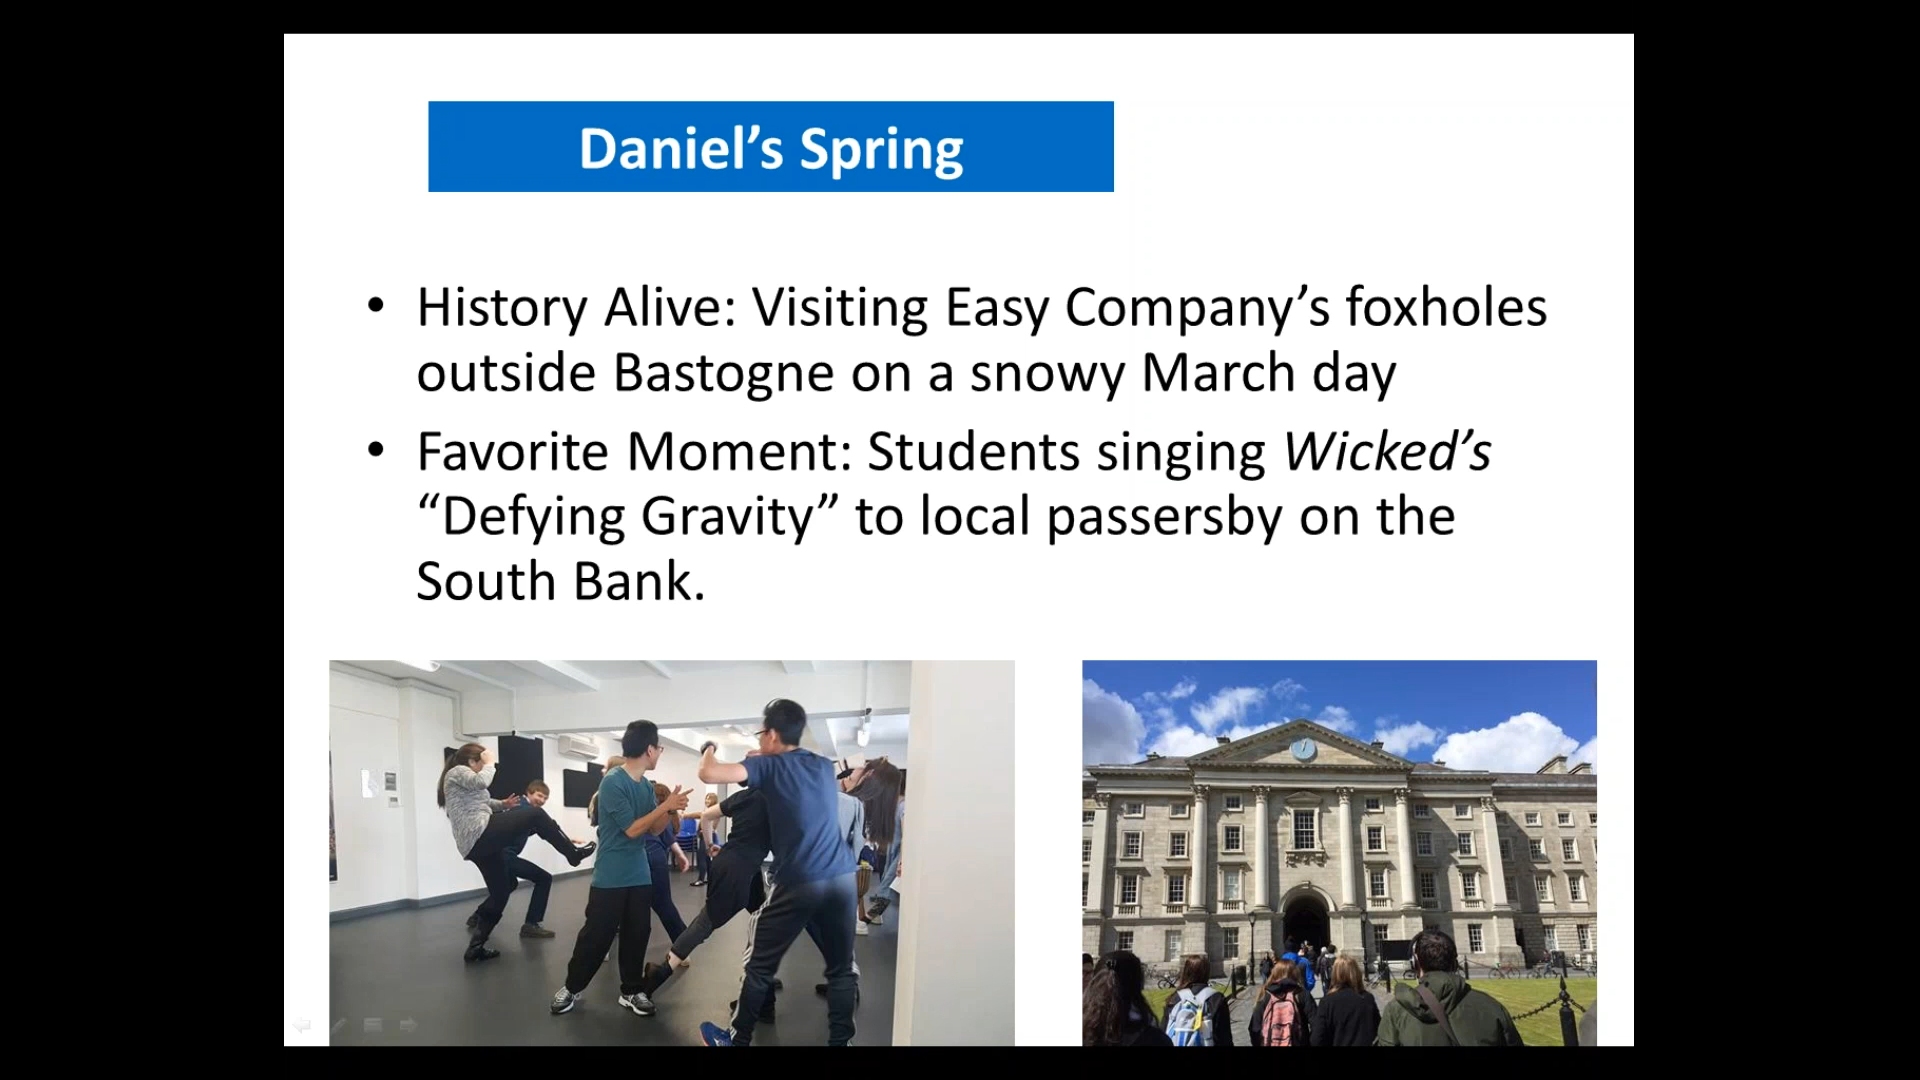 Daniel’s Spring
• History Alive: Visiting Easy Company’s foxholes
outside Bastogne on a snowy March day
• Favorite Moment: Students singing Wicked’s
“Defying Gravity” to local passersby on the
South Bank.